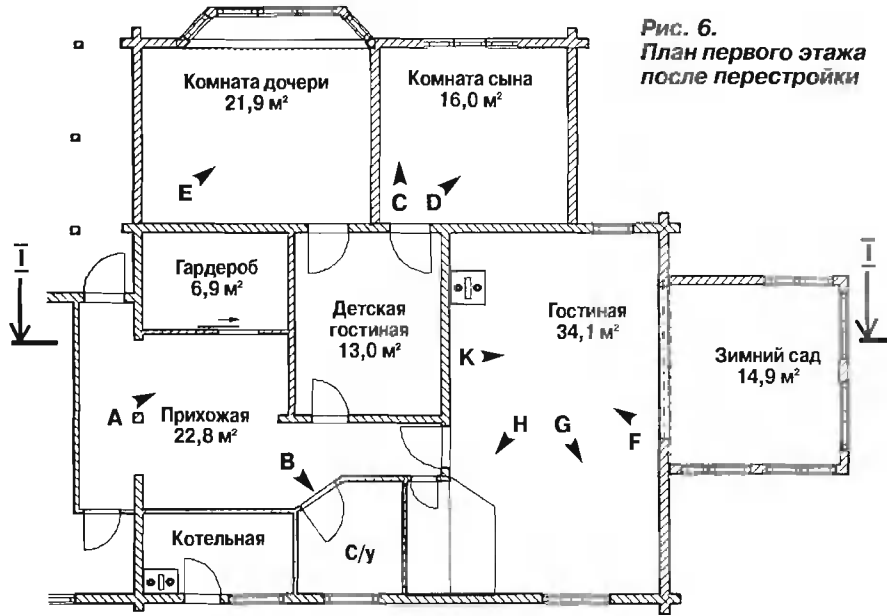 Рис. 6.
План первого этажа
после перестройки
Комната дочери
21,9 м²
Комната сына
16,0 м²
E
C
D
I
Гардероб
6,9 м²
Детская
гостиная
13,0 м²
Гостиная
34,1 м²
I
Зимний сад
14,9 м²
K
A
Прихожая
22,8 м²
H
G
F
B
Котельная
С/у